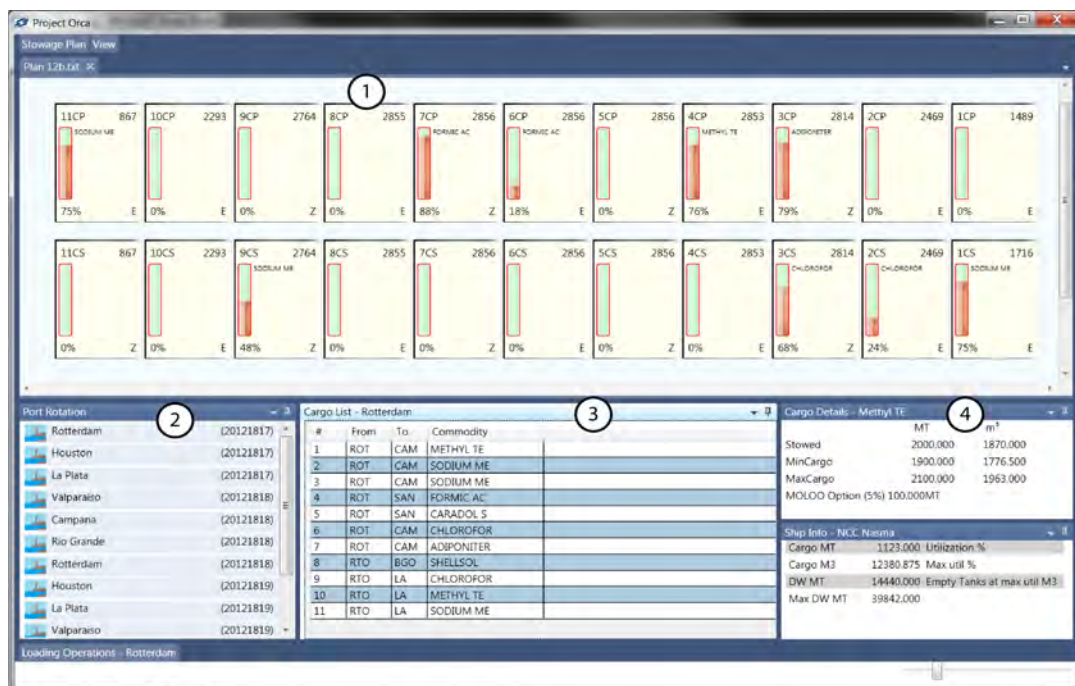 Project Orca
Stowage Plan View
Plan 12b.txt
1
11CP 867 10CP 2293 9CP 2764 8CP 2855 7CP 2856 6CP 2856 5CP 2856 4CP 2853 3CP 2814 2CP 2469 1CP 1489
SODIUM ME FORMIC AC FORMIC AC METHYL TE ADIPONITER
75% E 0% E 0% Z 0% E 88% Z 18% E 0% Z 76% E 79% Z 0% E 0% E
11CS 867 10CS 2293 9CS 2764 8CS 2855 7CS 2856 6CS 2856 5CS 2856 4CS 2853 3CS 2814 2CS 2469 1CS 1716
SODIUM ME CHLOROFOR CHLOROFOR SODIUM ME
0% Z 0% E 48% Z 0% E 0% Z 0% E 0% Z 0% E 68% Z 24% E 75% E
Port Rotation 2
Rotterdam (20121817)
Houston (20121817)
La Plata (20121817)
Valparaiso (20121818)
Campana (20121818)
Rio Grande (20121818)
Rotterdam (20121818)
Houston (20121819)
La Plata (20121819)
Valparaiso (20121819)
Cargo List - Rotterdam 3
# From To Commodity
1 ROT CAM METHYL TE
2 ROT CAM SODIUM ME
3 ROT CAM SODIUM ME
4 ROT SAN FORMIC AC
5 ROT SAN CARADOL S
6 ROT CAM CHLOROFOR
7 ROT CAM ADIPONITER
8 RTO BGO SHELLSOL
9 RTO LA CHLOROFOR
10 RTO LA METHYL TE
11 RTO LA SODIUM ME
Cargo Details - Methyl TE 4
MT m³
Stowed 2000.000 1870.000
MinCargo 1900.000 1776.500
MaxCargo 2100.000 1963.000
MOLOO Option (5%) 100.000MT
Ship Info - NCC Nasma
Cargo MT 1123.000 Utilization %
Cargo M3 12380.875 Max util %
DW MT 14440.000 Empty Tanks at max util M3
Max DW MT 39842.000
Loading Operations - Rotterdam